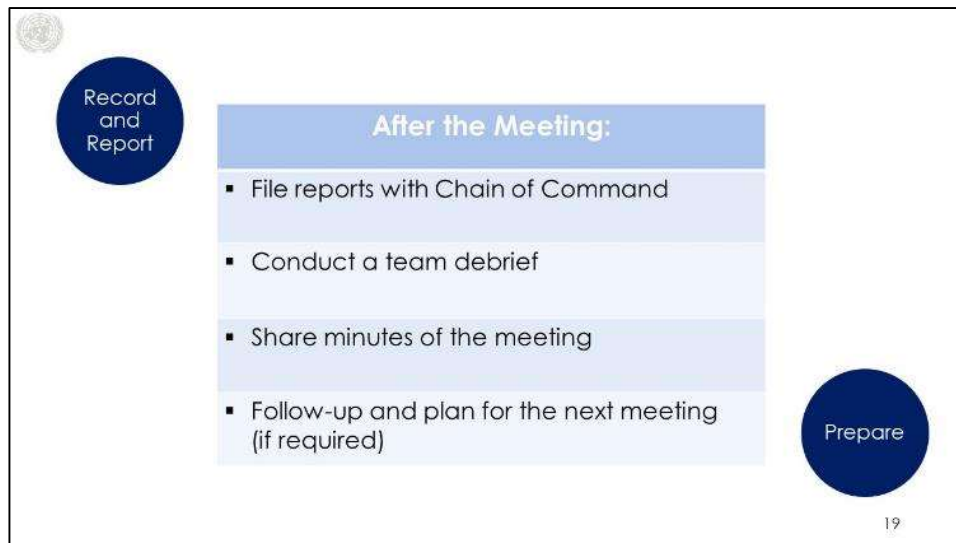 Record
and
Report
After the Meeting:
▪ File reports with Chain of Command
▪ Conduct a team debrief
▪ Share minutes of the meeting
▪ Follow-up and plan for the next meeting
(if required)
Prepare
19